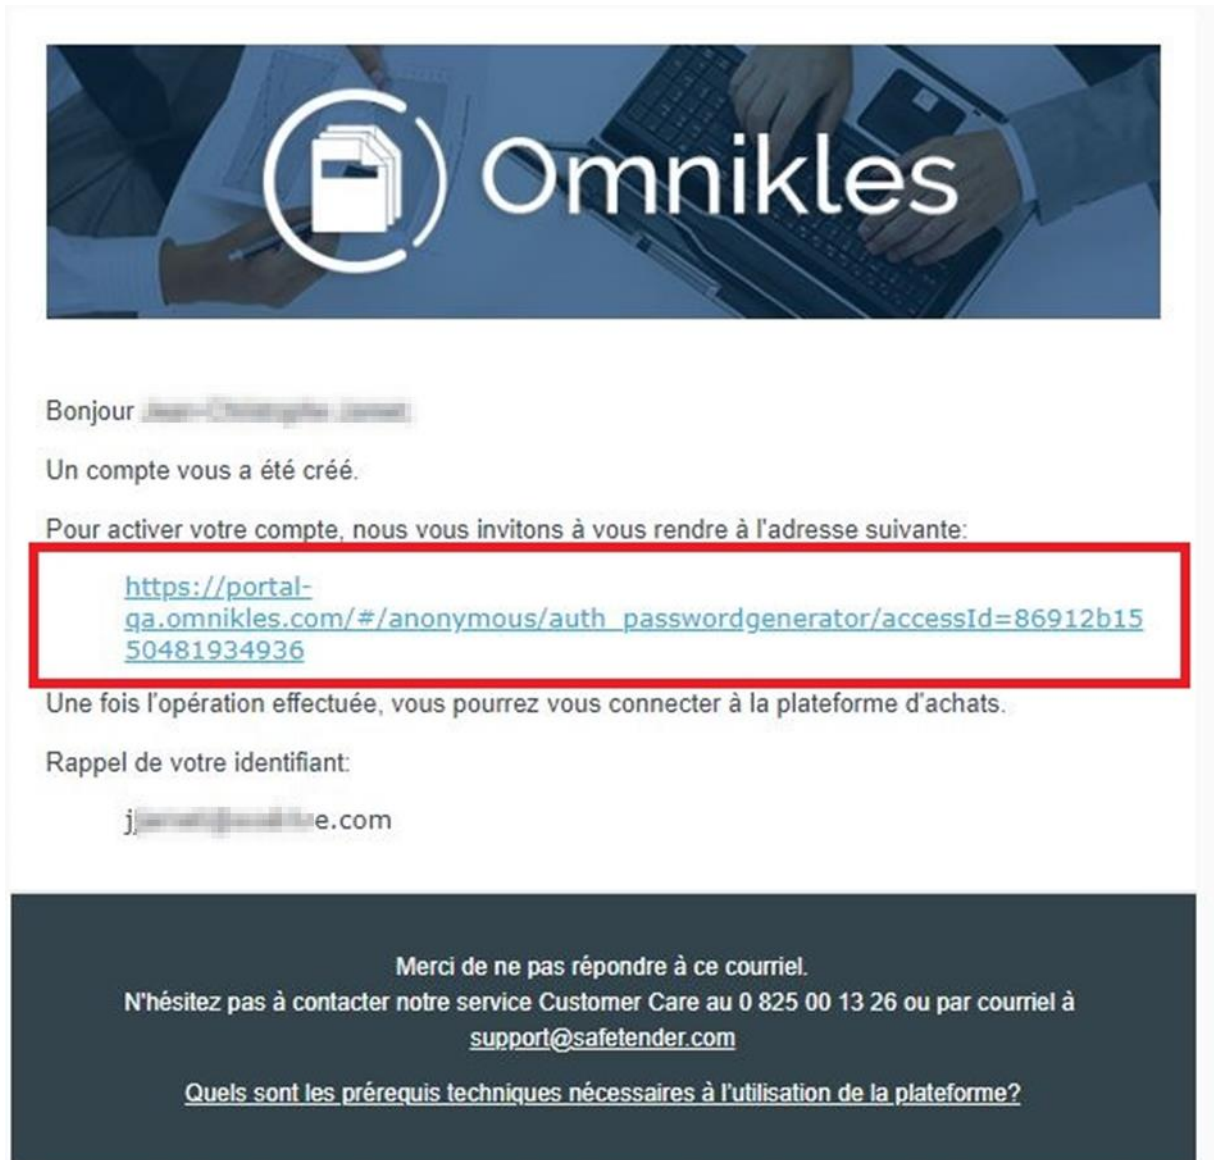 Omnikles
Bonjour
Un compte vous a été créé.
Pour activer votre compte, nous vous invitons à vous rendre à l'adresse suivante:
https://portal-
qa.omnikles.com/#/anonymous/auth_passwordgenerator/accessId=86912b15
50481934936
Une fois l'opération effectuée, vous pourrez vous connecter à la plateforme d'achats.
Rappel de votre identifiant:
e.com
Merci de ne pas répondre à ce courriel.
N'hésitez pas à contacter notre service Customer Care au 0 825 00 13 26 ou par courriel à
support@safetender.com
Quels sont les prérequis techniques nécessaires à l'utilisation de la plateforme?